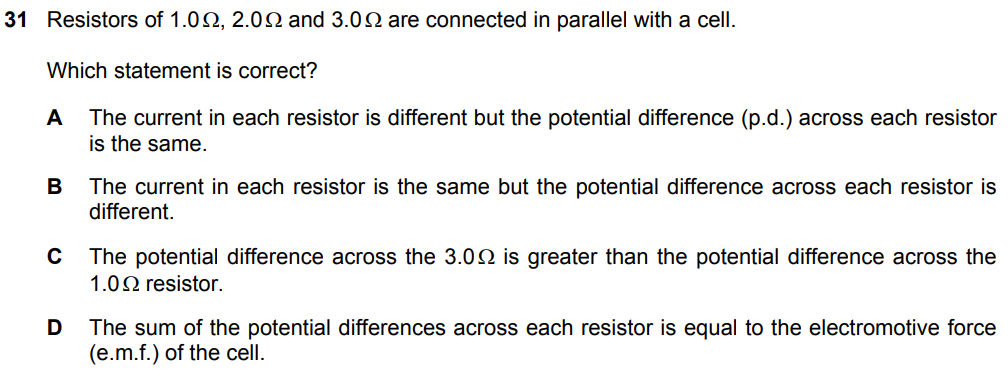 31 Resistors of 1.0Ω, 2.0Ω and 3.0Ω are connected in parallel with a cell.
Which statement is correct?
A The current in each resistor is different but the potential difference (p.d.) across each resistor
is the same.
B The current in each resistor is the same but the potential difference across each resistor is
different.
C The potential difference across the 3.0Ω is greater than the potential difference across the
1.0Ω resistor.
D The sum of the potential differences across each resistor is equal to the electromotive force
(e.m.f.) of the cell.